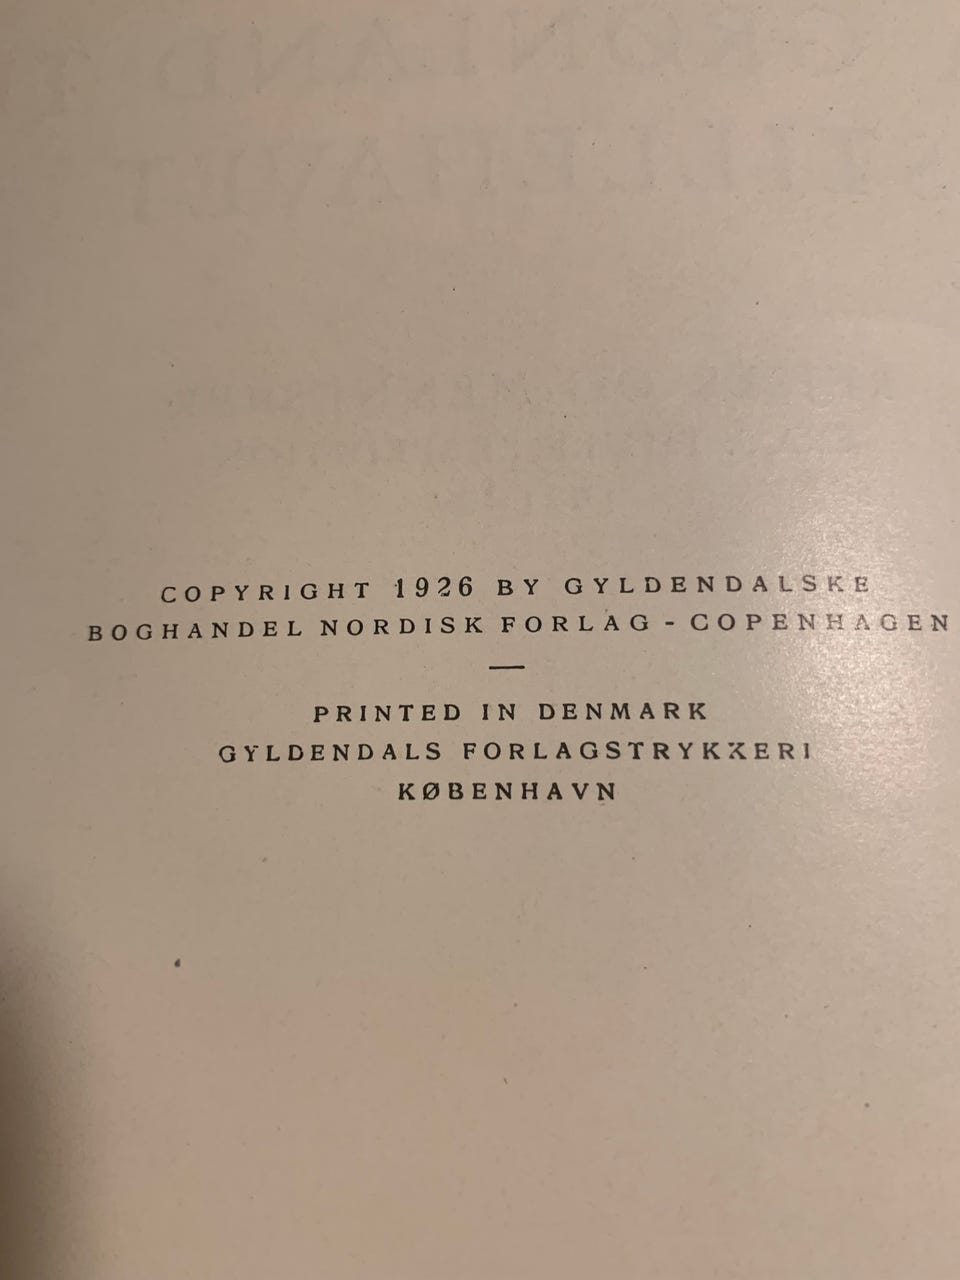 COPYRIGHT 1926 BY GYLDENDALSKE
BOGHANDEL NORDISK FORLAG - COPENHAGEN
PRINTED IN DENMARK
GYLDENDALS FORLAGSTRYKKERI
KØBENHAVN